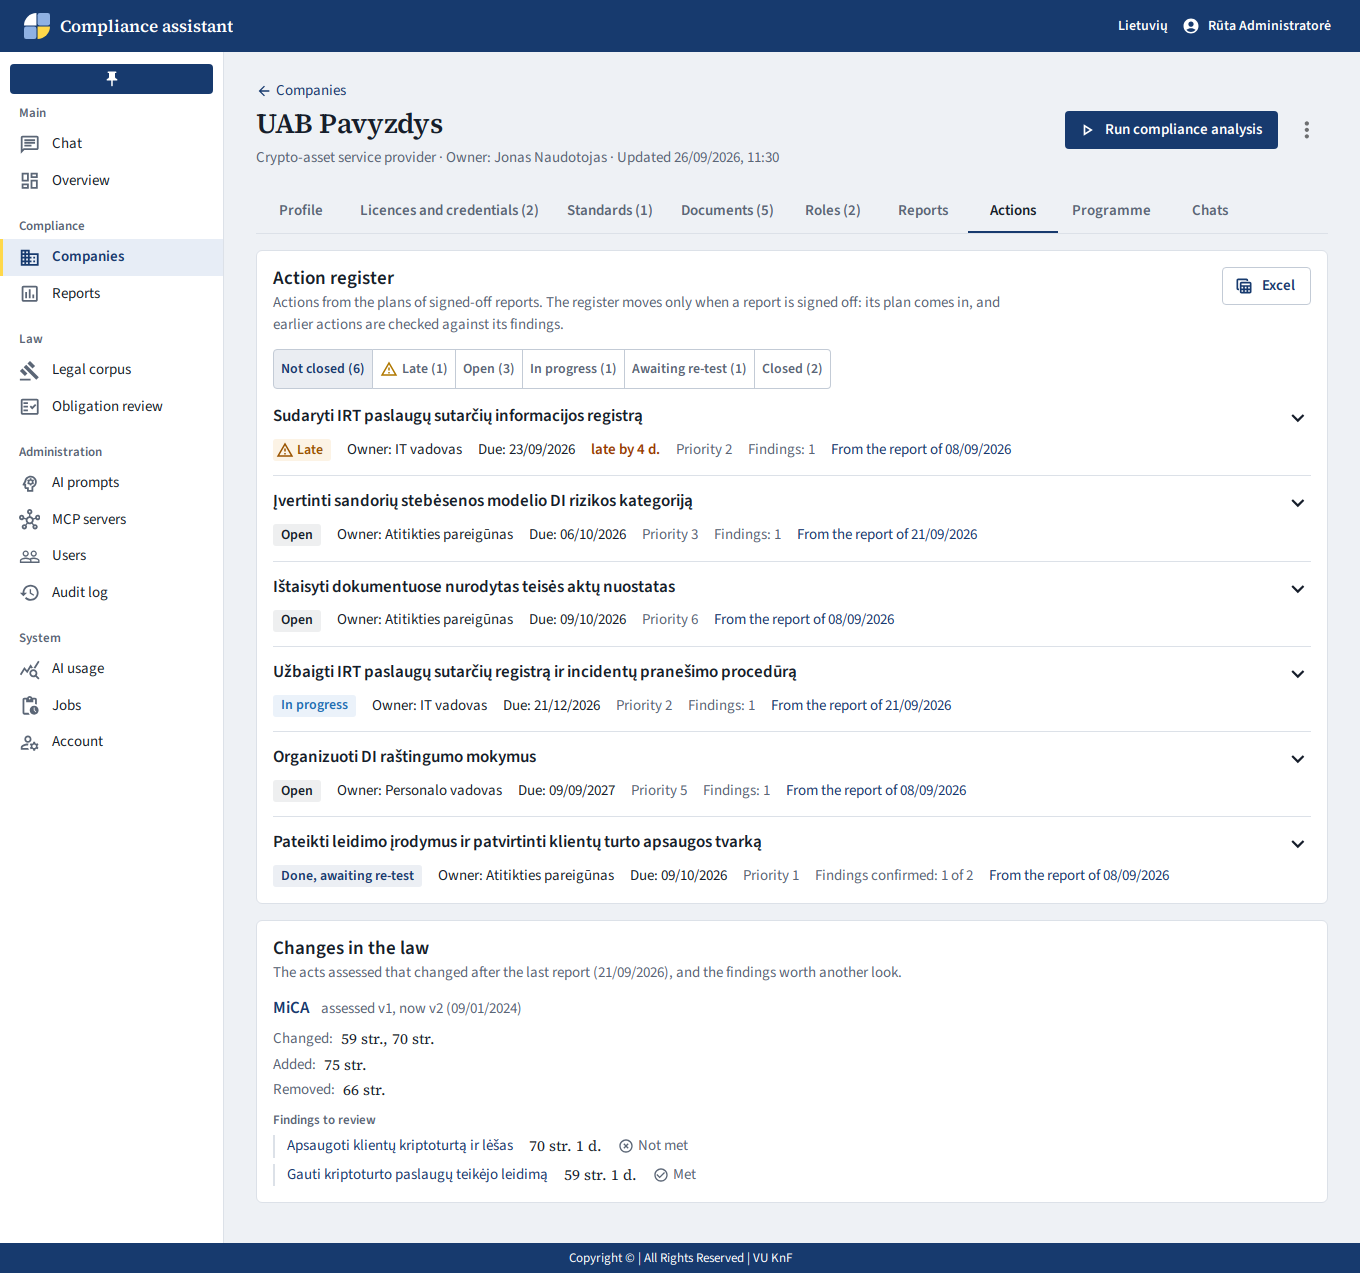 Compliance assistant
Lietuvių
Rūta Administratorė
Main
Chat
Overview
Compliance
Companies
Reports
Law
Legal corpus
Obligation review
Administration
AI prompts
MCP servers
Users
Audit log
System
AI usage
Jobs
Account
Companies
UAB Pavyzdys
Crypto-asset service provider · Owner: Jonas Naudotojas · Updated 26/09/2026, 11:30
Run compliance analysis
Profile
Licences and credentials (2)
Standards (1)
Documents (5)
Roles (2)
Reports
Actions
Programme
Chats
Action register
Actions from the plans of signed-off reports. The register moves only when a report is signed off: its plan comes in, and
earlier actions are checked against its findings.
Excel
Not closed (6)
Late (1)
Open (3)
In progress (1)
Awaiting re-test (1)
Closed (2)
Sudaryti IRT paslaugų sutarčių informacijos registrą
Late Owner: IT vadovas Due: 23/09/2026 late by 4 d. Priority 2 Findings: 1 From the report of 08/09/2026
Įvertinti sandorių stebėsenos modelio DI rizikos kategoriją
Open Owner: Atitikties pareigūnas Due: 06/10/2026 Priority 3 Findings: 1 From the report of 21/09/2026
Ištaisyti dokumentuose nurodytas teisės aktų nuostatas
Open Owner: Atitikties pareigūnas Due: 09/10/2026 Priority 6 From the report of 08/09/2026
Užbaigti IRT paslaugų sutarčių registrą ir incidentų pranešimo procedūrą
In progress Owner: IT vadovas Due: 21/12/2026 Priority 2 Findings: 1 From the report of 21/09/2026
Organizuoti DI raštingumo mokymus
Open Owner: Personalo vadovas Due: 09/09/2027 Priority 5 Findings: 1 From the report of 08/09/2026
Pateikti leidimo įrodymus ir patvirtinti klientų turto apsaugos tvarką
Done, awaiting re-test Owner: Atitikties pareigūnas Due: 09/10/2026 Priority 1 Findings confirmed: 1 of 2 From the report of 08/09/2026
Changes in the law
The acts assessed that changed after the last report (21/09/2026), and the findings worth another look.
MiCA assessed v1, now v2 (09/01/2024)
Changed: 59 str., 70 str.
Added: 75 str.
Removed: 66 str.
Findings to review
Apsaugoti klientų kriptoturtą ir lėšas 70 str. 1 d. Not met
Gauti kriptoturto paslaugų teikėjo leidimą 59 str. 1 d. Met
Copyright © | All Rights Reserved | VU KnF